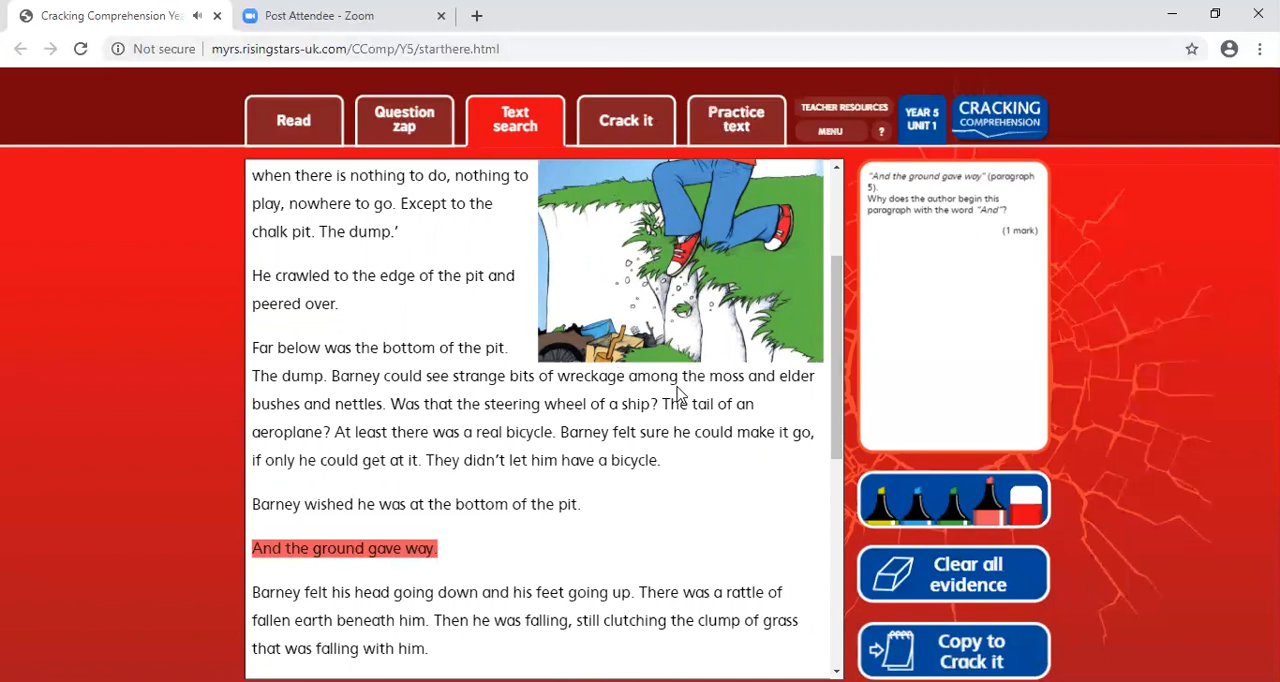 Cracking Comprehension Ye
Post Attendee - Zoom
Not secure
myrs.risingstars-uk.com/CComp/Y5/starthere.html
Read
Question
zap
Text
search
Crack it
Practice
text
TEACHER RESOURCES
MENU
?
YEAR 5
UNIT 1
CRACKING
COMPREHENSION
when there is nothing to do, nothing to
play, nowhere to go. Except to the
chalk pit. The dump.’
He crawled to the edge of the pit and
peered over.
Far below was the bottom of the pit.
The dump. Barney could see strange bits of wreckage among the moss and elder
bushes and nettles. Was that the steering wheel of a ship? The tail of an
aeroplane? At least there was a real bicycle. Barney felt sure he could make it go,
if only he could get at it. They didn’t let him have a bicycle.
Barney wished he was at the bottom of the pit.
And the ground gave way.
Barney felt his head going down and his feet going up. There was a rattle of
fallen earth beneath him. Then he was falling, still clutching the clump of grass
that was falling with him.
"And the ground gave way" (paragraph
5).
Why does the author begin this
paragraph with the word "And"?
(1 mark)
Clear all
evidence
Copy to
Crack it